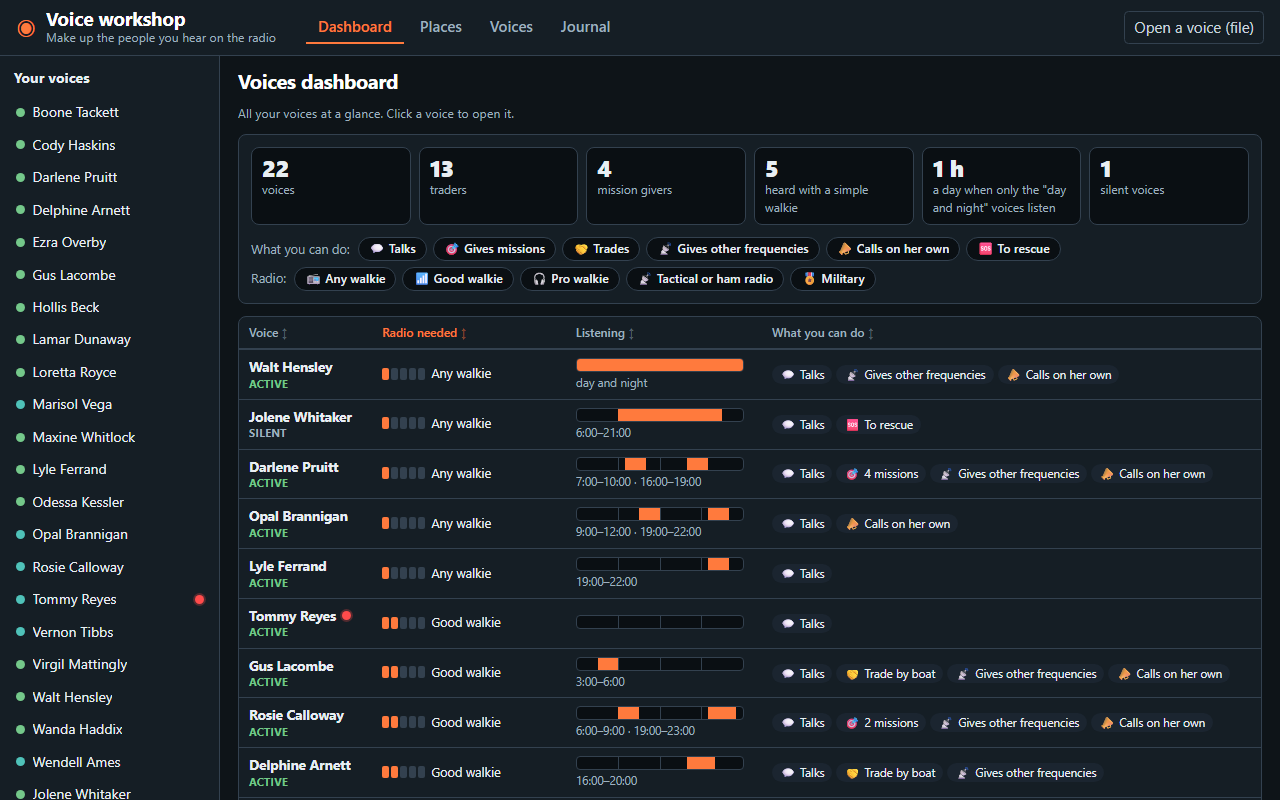 Voice workshop
Make up the people you hear on the radio
Dashboard
Places
Voices
Journal
Open a voice (file)
Your voices
Boone Tackett
Cody Haskins
Darlene Pruitt
Delphine Arnett
Ezra Overby
Gus Lacombe
Hollis Beck
Lamar Dunaway
Loretta Royce
Marisol Vega
Maxine Whitlock
Lyle Ferrand
Odessa Kessler
Opal Brannigan
Rosie Calloway
Tommy Reyes
Vernon Tibbs
Virgil Mattingly
Walt Hensley
Wanda Haddix
Wendell Ames
Jolene Whitaker
Voices dashboard
All your voices at a glance. Click a voice to open it.
22
voices
13
traders
4
mission givers
5
heard with a simple
walkie
1 h
a day when only the "day
and night" voices listen
1
silent voices
What you can do: Talks Gives missions Trades Gives other frequencies Calls on her own SOS To rescue
Radio: Any walkie Good walkie Pro walkie Tactical or ham radio Military
Voice ↕ Radio needed ↕ Listening ↕ What you can do ↕
Walt Hensley
ACTIVE
Any walkie
day and night
Talks Gives other frequencies Calls on her own
Jolene Whitaker
SILENT
Any walkie
6:00–21:00
Talks SOS To rescue
Darlene Pruitt
ACTIVE
Any walkie
7:00–10:00 · 16:00–19:00
Talks 4 missions Gives other frequencies Calls on her own
Opal Brannigan
ACTIVE
Any walkie
9:00–12:00 · 19:00–22:00
Talks Calls on her own
Lyle Ferrand
ACTIVE
Any walkie
19:00–22:00
Talks
Tommy Reyes
ACTIVE
Good walkie
Talks
Gus Lacombe
ACTIVE
Good walkie
3:00–6:00
Talks Trade by boat Gives other frequencies Calls on her own
Rosie Calloway
ACTIVE
Good walkie
6:00–9:00 · 19:00–23:00
Talks 2 missions Gives other frequencies Calls on her own
Delphine Arnett
ACTIVE
Good walkie
16:00–20:00
Talks Trade by boat Gives other frequencies